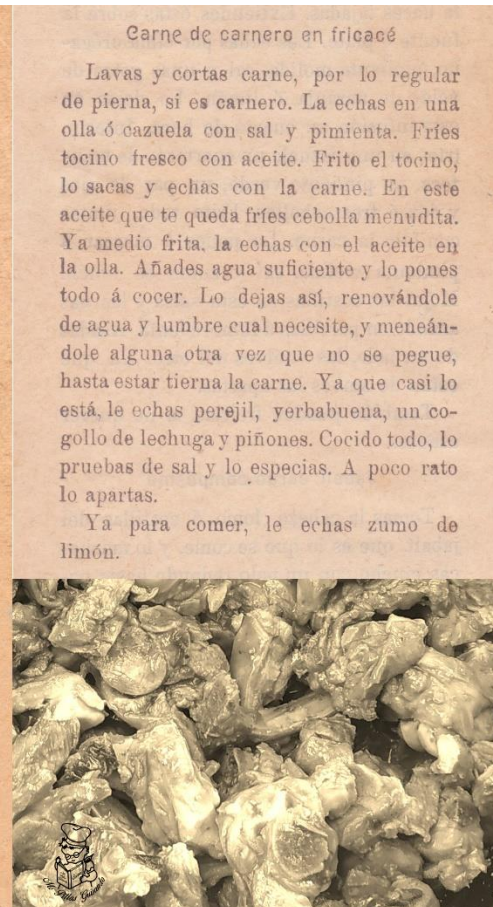 Carne de carnero en fricacé
Lavas y cortas carne, por lo regular
de pierna, si es carnero. La echas en una
olla ó cazuela con sal y pimienta. Fríes
tocino fresco con aceite. Frito el tocino,
lo sacas y echas con la carne. En este
aceite que te queda fríes cebolla menudita.
Ya medio frita. la echas con el aceite en
la olla. Añades agua suficiente y lo pones
todo á cocer. Lo dejas así, renovándole
de agua y lumbre cual necesite, y meneán-
dole alguna otra vez que no se pegue,
hasta estar tierna la carne. Ya que casi lo
está, le echas perejil, yerbabuena, un co-
gollo de lechuga y piñones. Cocido todo, lo
pruebas de sal y lo especias. A poco rato
lo apartas.
Ya para comer, le echas zumo de
limón.